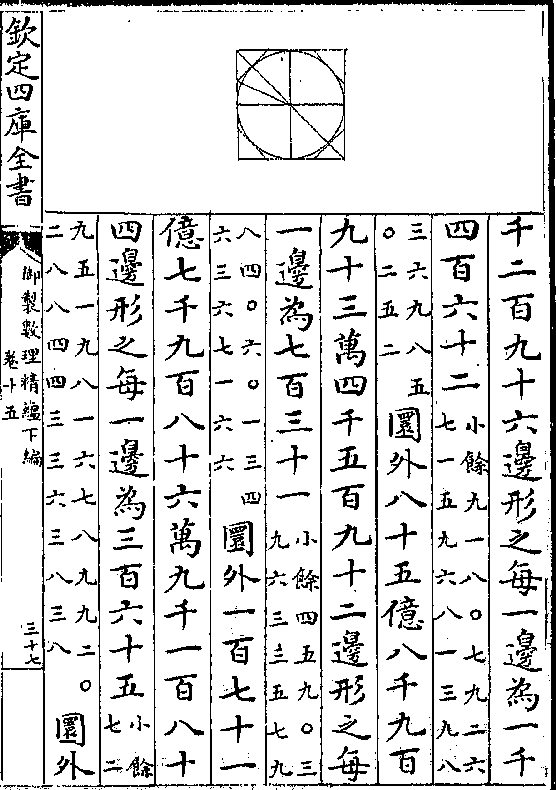 千二百九十六邊形之每一邊為一千
四百六十二小餘九一八〇七九二六
七一五九六八一三九八
三六九八五
〇二五二圜外八十五億八千九百
九十三萬四千五百九十二邊形之每
一邊為七百三十一小餘四五九〇三
九六三三五七九
八四〇六〇一三四
六三六七一六六圜外一百七十一
億七千九百八十六萬九千一百八十
四邊形之每一邊為三百六十五小餘
七二
九五一九八一六七八九九二〇
二八八四四三三六三八三八圜外
欽定四庫全書
御製數理精縕下編
卷十五
三十七